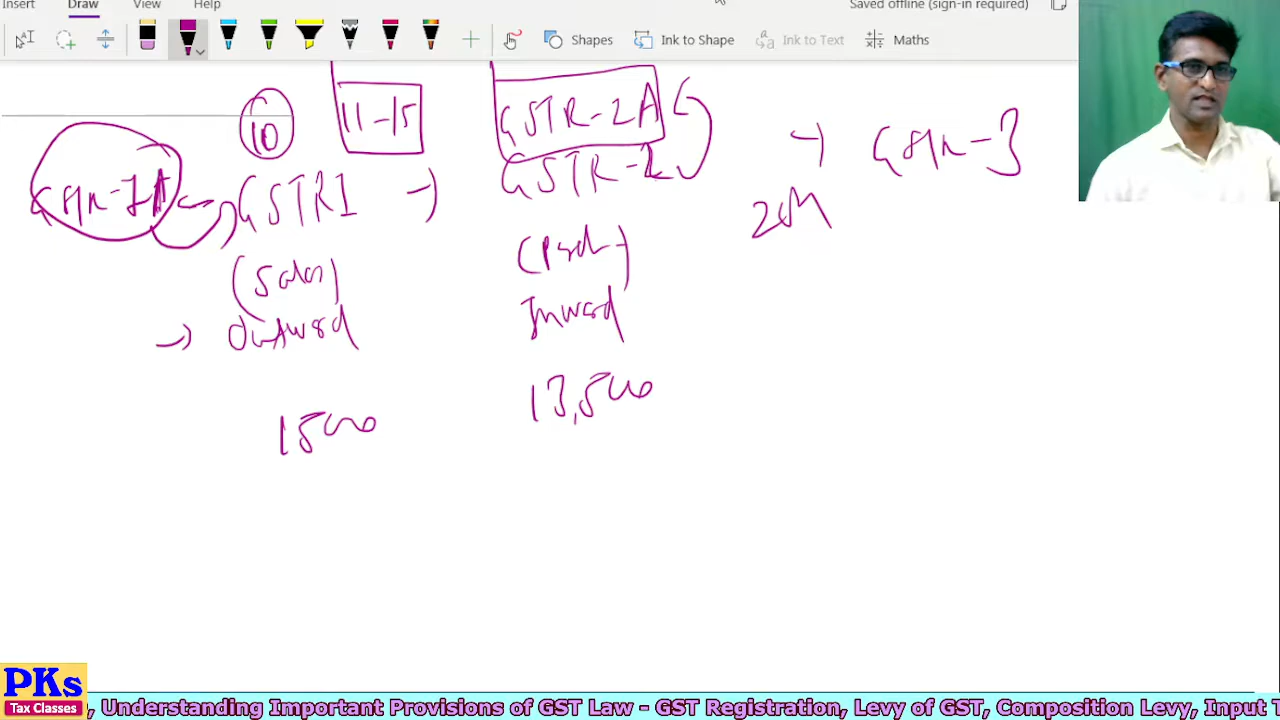 Insert Draw View Help Saved offline (sign-in required)
Shapes Ink to Shape Ink to Text Maths
10 11-15 GSTR-2A
GSTR-1A GSTR1 GSTR-2 GSTR-3
20th
(Sales) (Purch)
Outward Inward
15000 13,500
PKs
Tax Classes
, Understanding Important Provisions of GST Law - GST Registration, Levy of GST, Composition Levy, Input T